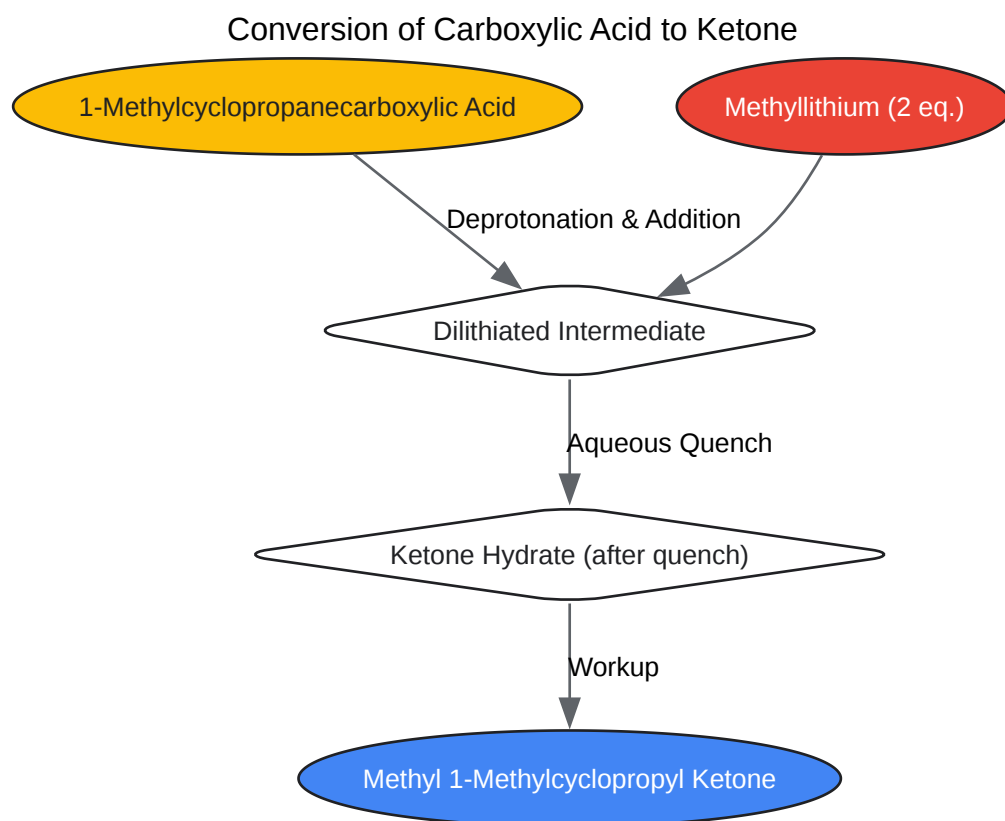 Conversion of Carboxylic Acid to Ketone
1-Methylcyclopropanecarboxylic Acid
Methyllithium (2 eq.)
Deprotonation & Addition
Dilithiated Intermediate
Aqueous Quench
Ketone Hydrate (after quench)
Workup
Methyl 1-Methylcyclopropyl Ketone